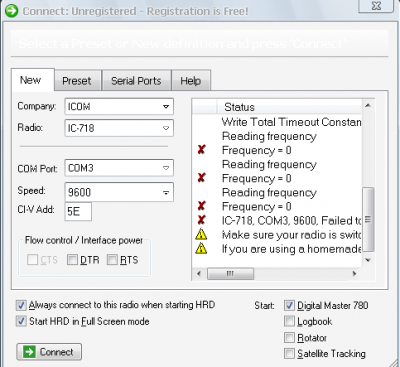 Connect: Unregistered - Registration is Free!
Select a Preset or New definition and press 'Connect'
New Preset Serial Ports Help
Company: ICOM
Radio: IC-718
COM Port: COM3
Speed: 9600
CI-V Add: 5E
Flow control / Interface power
CTS DTR RTS
Status
Write Total Timeout Constan
Reading frequency
Frequency = 0
Reading frequency
Frequency = 0
Reading frequency
Frequency = 0
IC-718, COM3, 9600, Failed to
Make sure your radio is switc
If you are using a homemade
Always connect to this radio when starting HRD
Start HRD in Full Screen mode
Start: Digital Master 780
Logbook
Rotator
Satellite Tracking
Connect